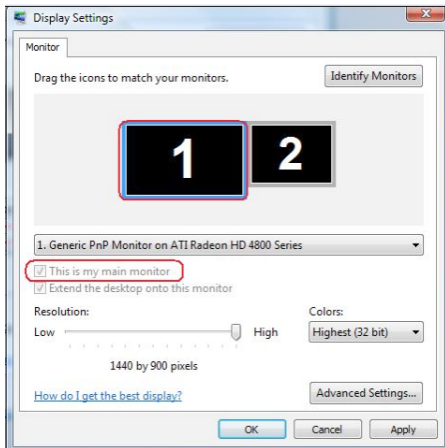 Display Settings
Monitor
Drag the icons to match your monitors.
Identify Monitors
1
2
1. Generic PnP Monitor on ATI Radeon HD 4800 Series
This is my main monitor
Extend the desktop onto this monitor
Resolution:
Colors:
Low
High
Highest (32 bit)
1440 by 900 pixels
How do I get the best display?
Advanced Settings...
OK
Cancel
Apply